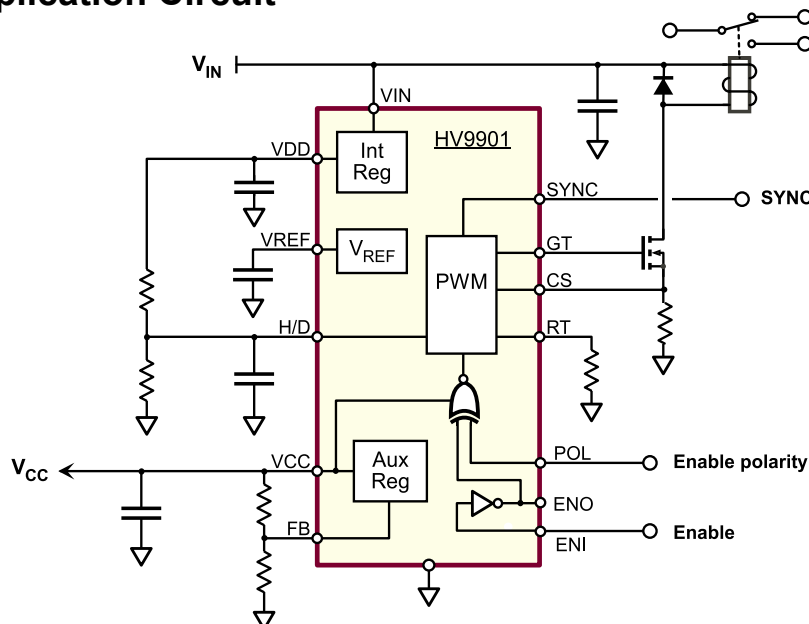 Circuit
VIN
VIN
HV9901
VDD
Int
Reg
SYNC
SYNC
VREF
VREF
GT
PWM
CS
H/D
RT
VCC
VCC
Aux
Reg
POL
Enable polarity
ENO
FB
ENI
Enable